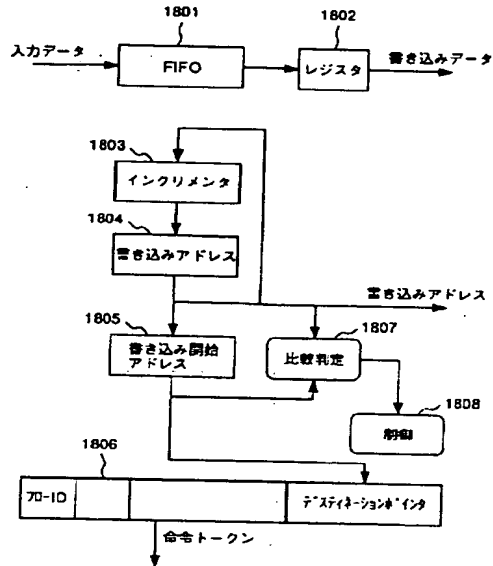 1801
1802
入力データ
FIFO
レジスタ
書き込みデータ
1803
インクリメンタ
1804
書き込みアドレス
書き込みアドレス
1805
1807
書き込み開始
アドレス
比較判定
1808
制御
1806
フロー1D
デスティネーションポインタ
命令トークン